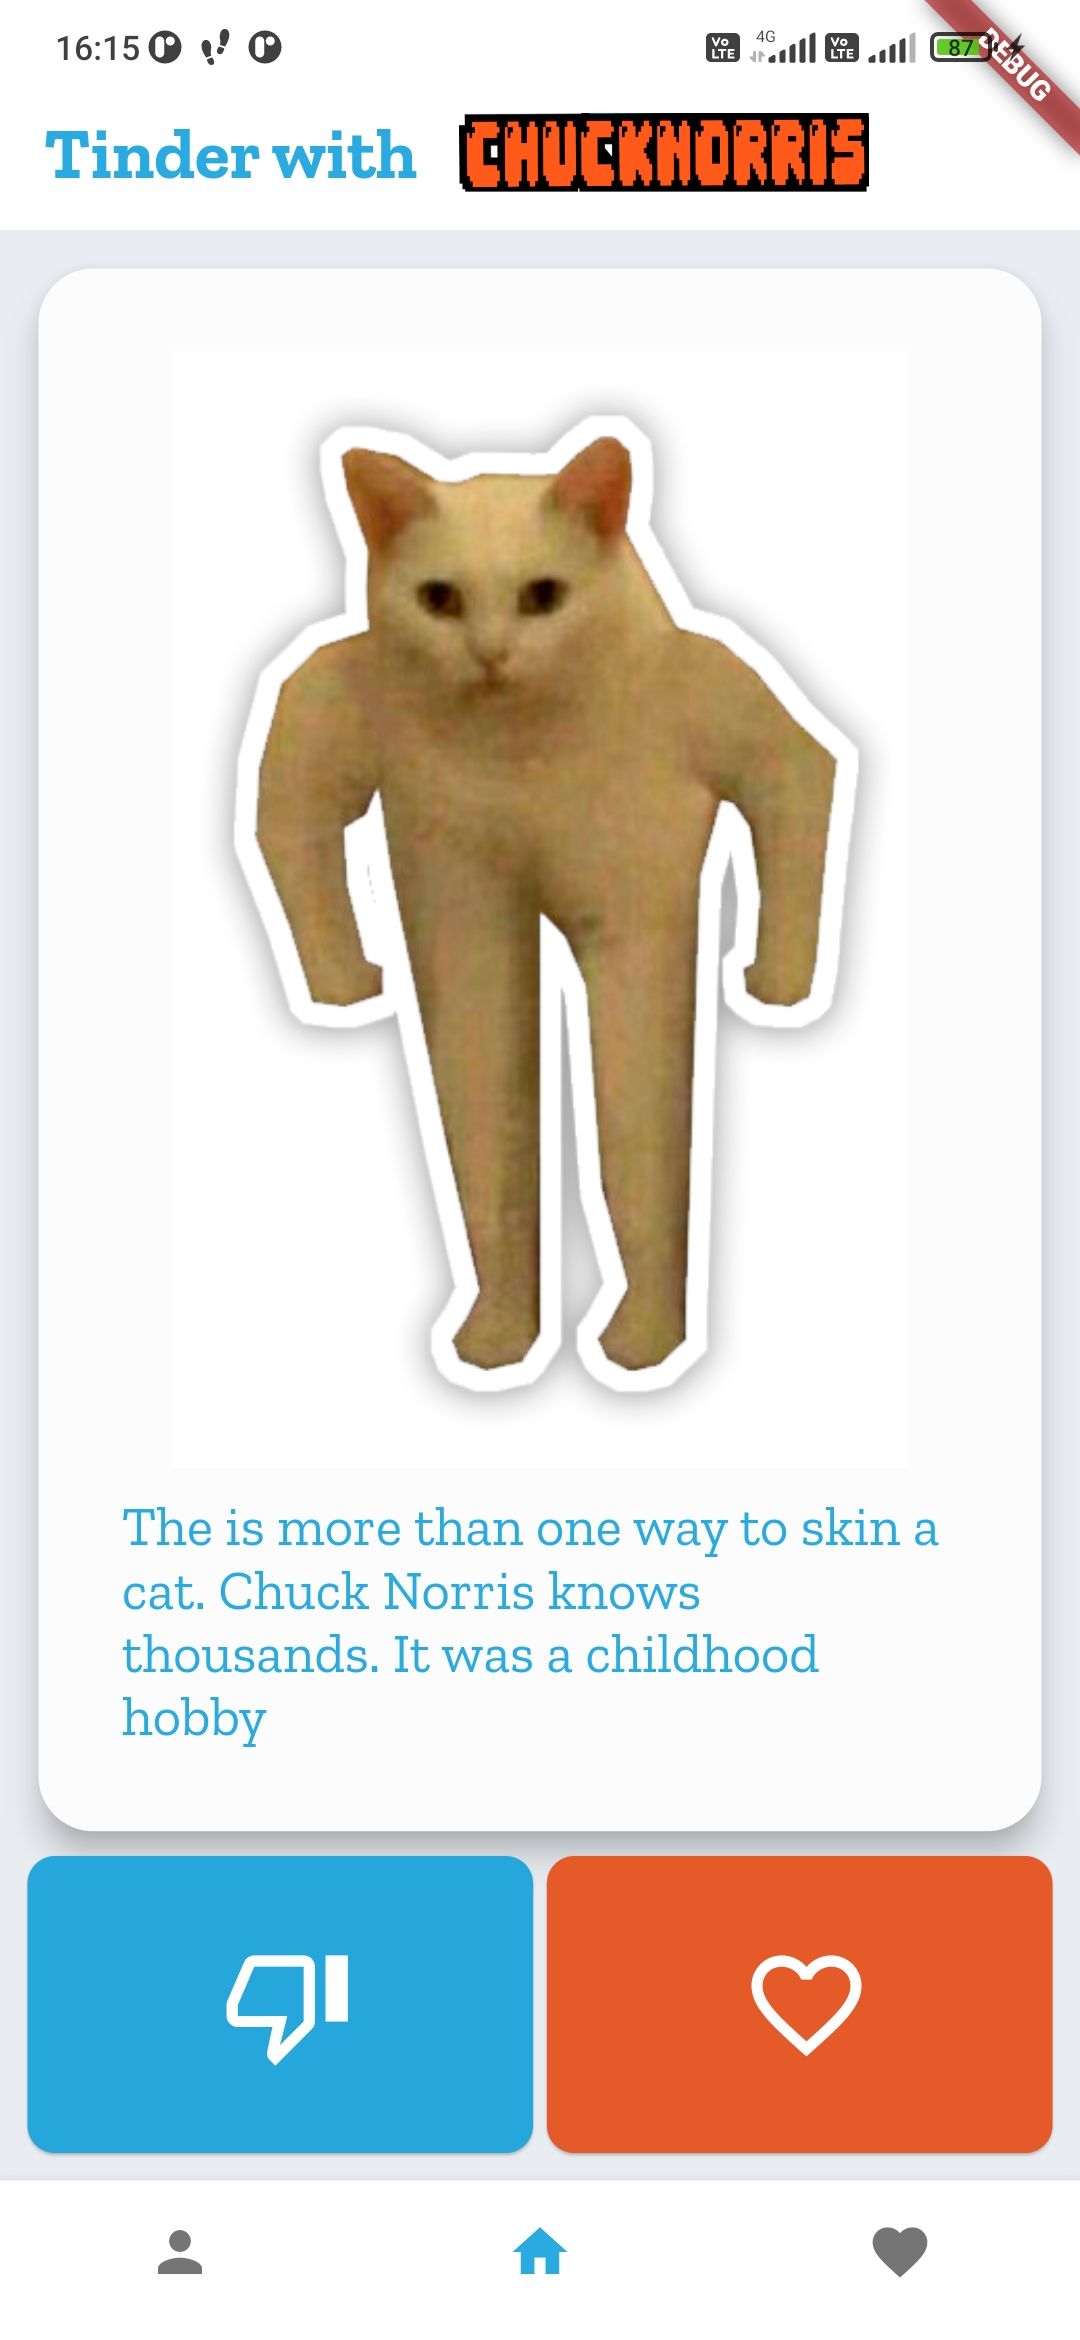 16:15
Vo LTE 4G Vo LTE 87
DEBUG
Tinder with CHUCKNORRIS
The is more than one way to skin a
cat. Chuck Norris knows
thousands. It was a childhood
hobby